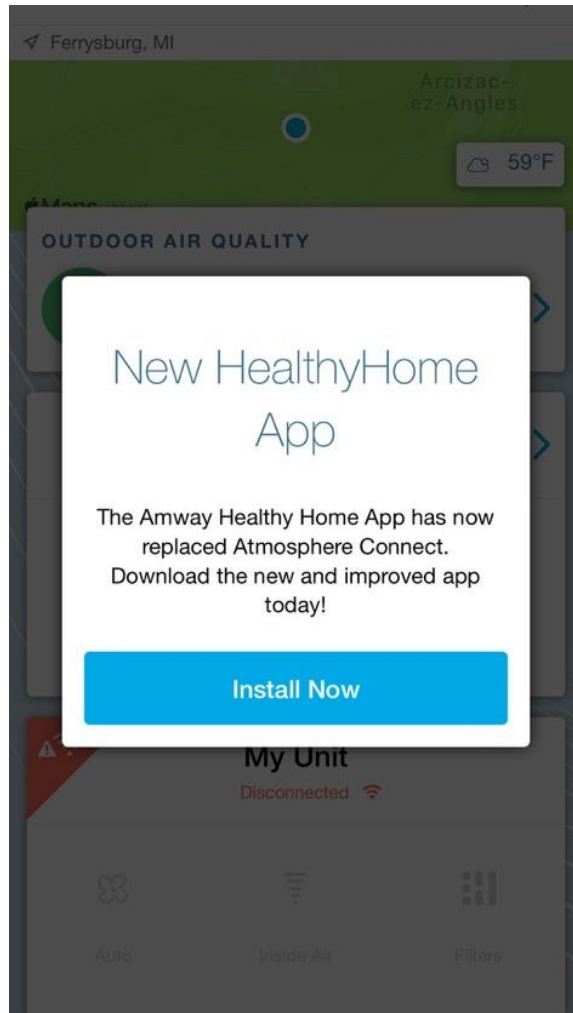 Ferrysburg, MI
Arcizac-
ez-Angles
59°F
Maps
OUTDOOR AIR QUALITY
New HealthyHome
App
The Amway Healthy Home App has now
replaced Atmosphere Connect.
Download the new and improved app
today!
Install Now
My Unit
Disconnected
Auto
Inside Air
Filters